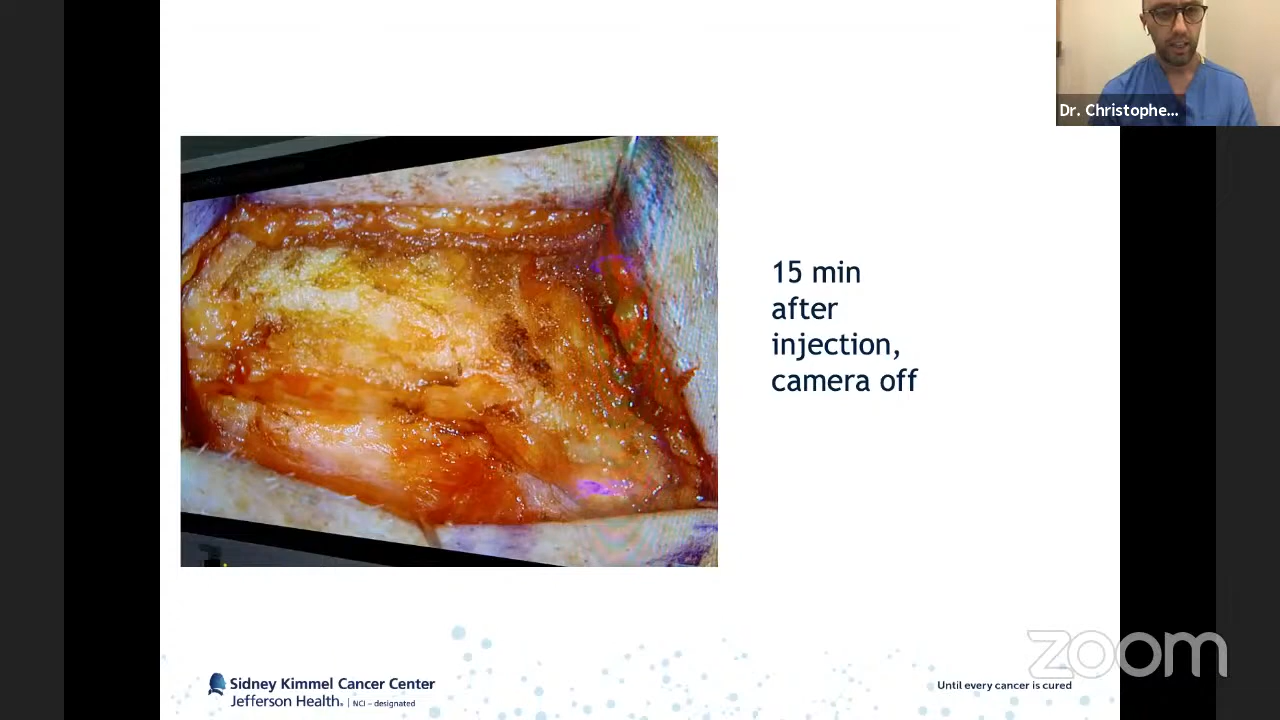 Dr. Christophe...
15 min
after
injection,
camera off
zoom
Sidney Kimmel Cancer Center
Jefferson Health. | NCI – designated
Until every cancer is cured